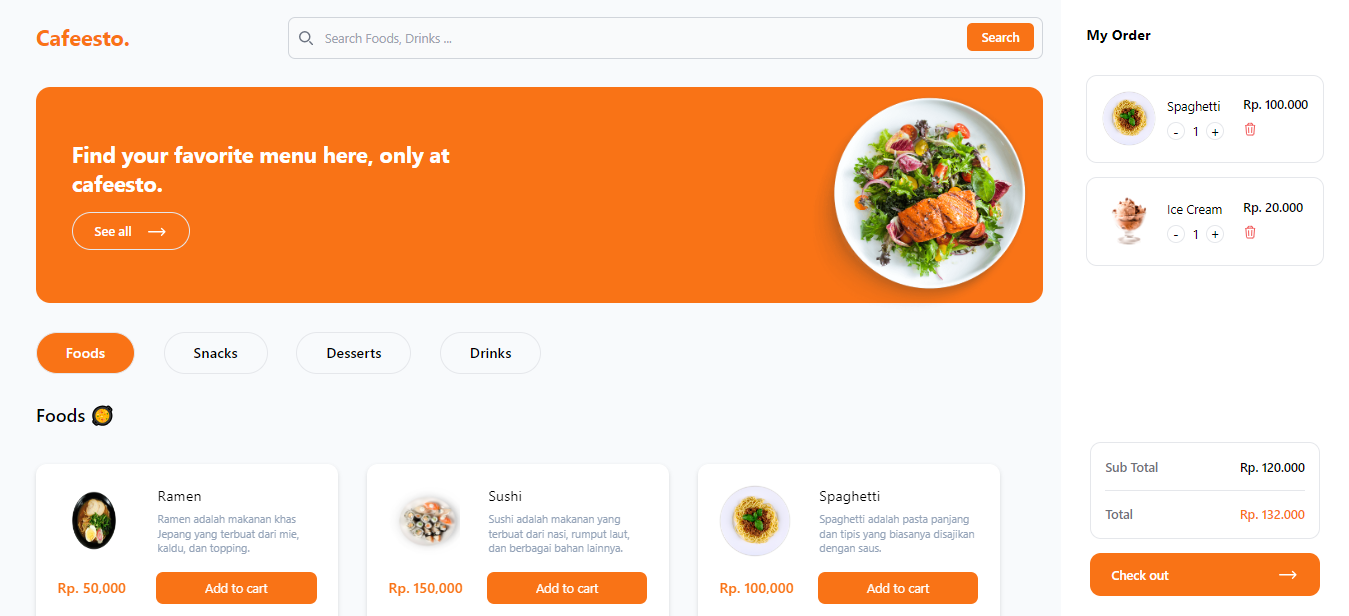 Cafeesto.
Search Foods, Drinks ...
Search
Find your favorite menu here, only at
cafeesto.
See all
Foods
Snacks
Desserts
Drinks
Foods
Ramen
Ramen adalah makanan khas
Jepang yang terbuat dari mie,
kaldu, dan topping.
Rp. 50,000
Add to cart
Sushi
Sushi adalah makanan yang
terbuat dari nasi, rumput laut,
dan berbagai bahan lainnya.
Rp. 150,000
Add to cart
Spaghetti
Spaghetti adalah pasta panjang
dan tipis yang biasanya disajikan
dengan saus.
Rp. 100,000
Add to cart
My Order
Spaghetti
Rp. 100.000
- 1 +
Ice Cream
Rp. 20.000
- 1 +
Sub Total
Rp. 120.000
Total
Rp. 132.000
Check out